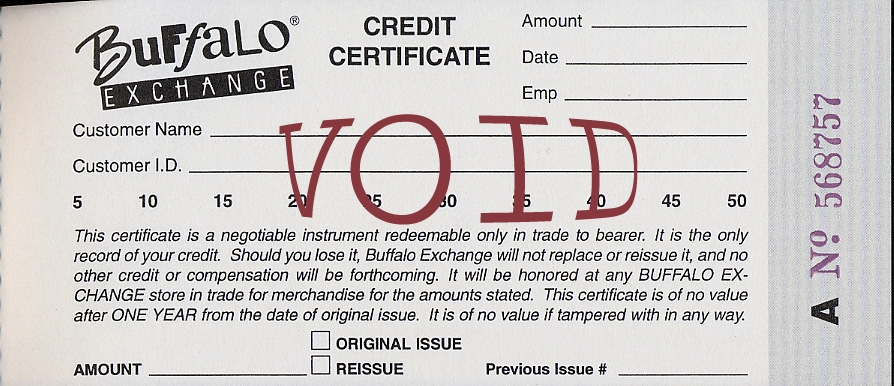 BuffaLO®
EXCHANGE
CREDIT
CERTIFICATE
Amount
Date
Emp
Customer Name
Customer I.D.
VOID
5 10 15 20 25 30 35 40 45 50
This certificate is a negotiable instrument redeemable only in trade to bearer. It is the only
record of your credit. Should you lose it, Buffalo Exchange will not replace or reissue it, and no
other credit or compensation will be forthcoming. It will be honored at any BUFFALO EX-
CHANGE store in trade for merchandise for the amounts stated. This certificate is of no value
after ONE YEAR from the date of original issue. It is of no value if tampered with in any way.
ORIGINAL ISSUE
AMOUNT
REISSUE
Previous Issue #
A Nº 568757